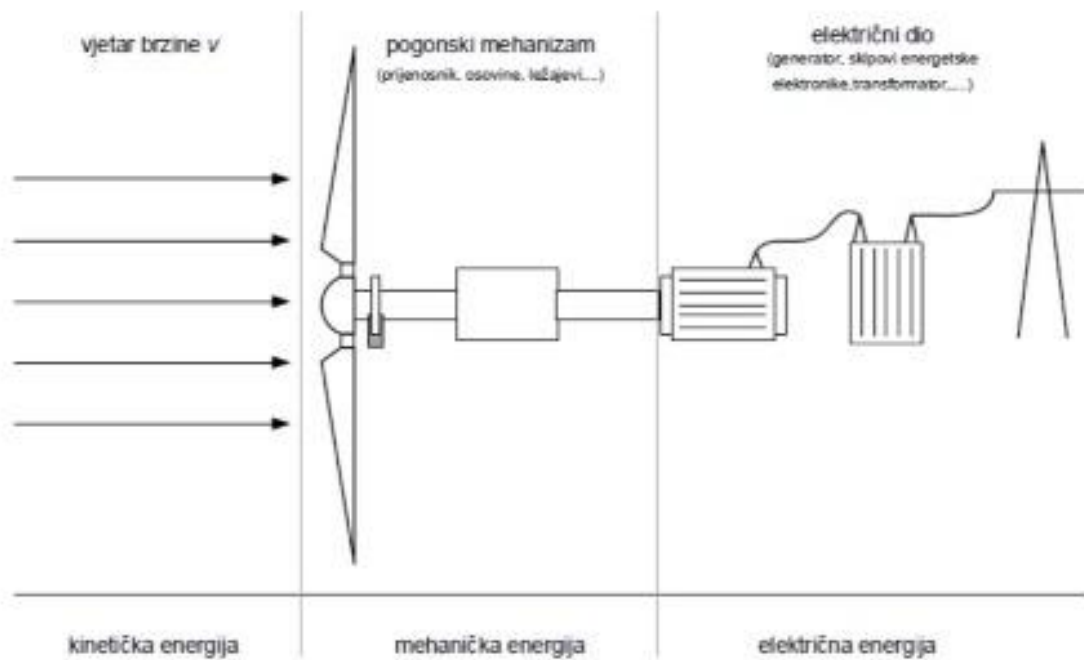 vjetar brzine v
pogonski mehanizam
(prijenosnik, osovine, ležajevi,...)
električni dio
(generator, sklpovi energetske
elektronike,transformator,....)
kinetička energija
mehanička energija
električna energija